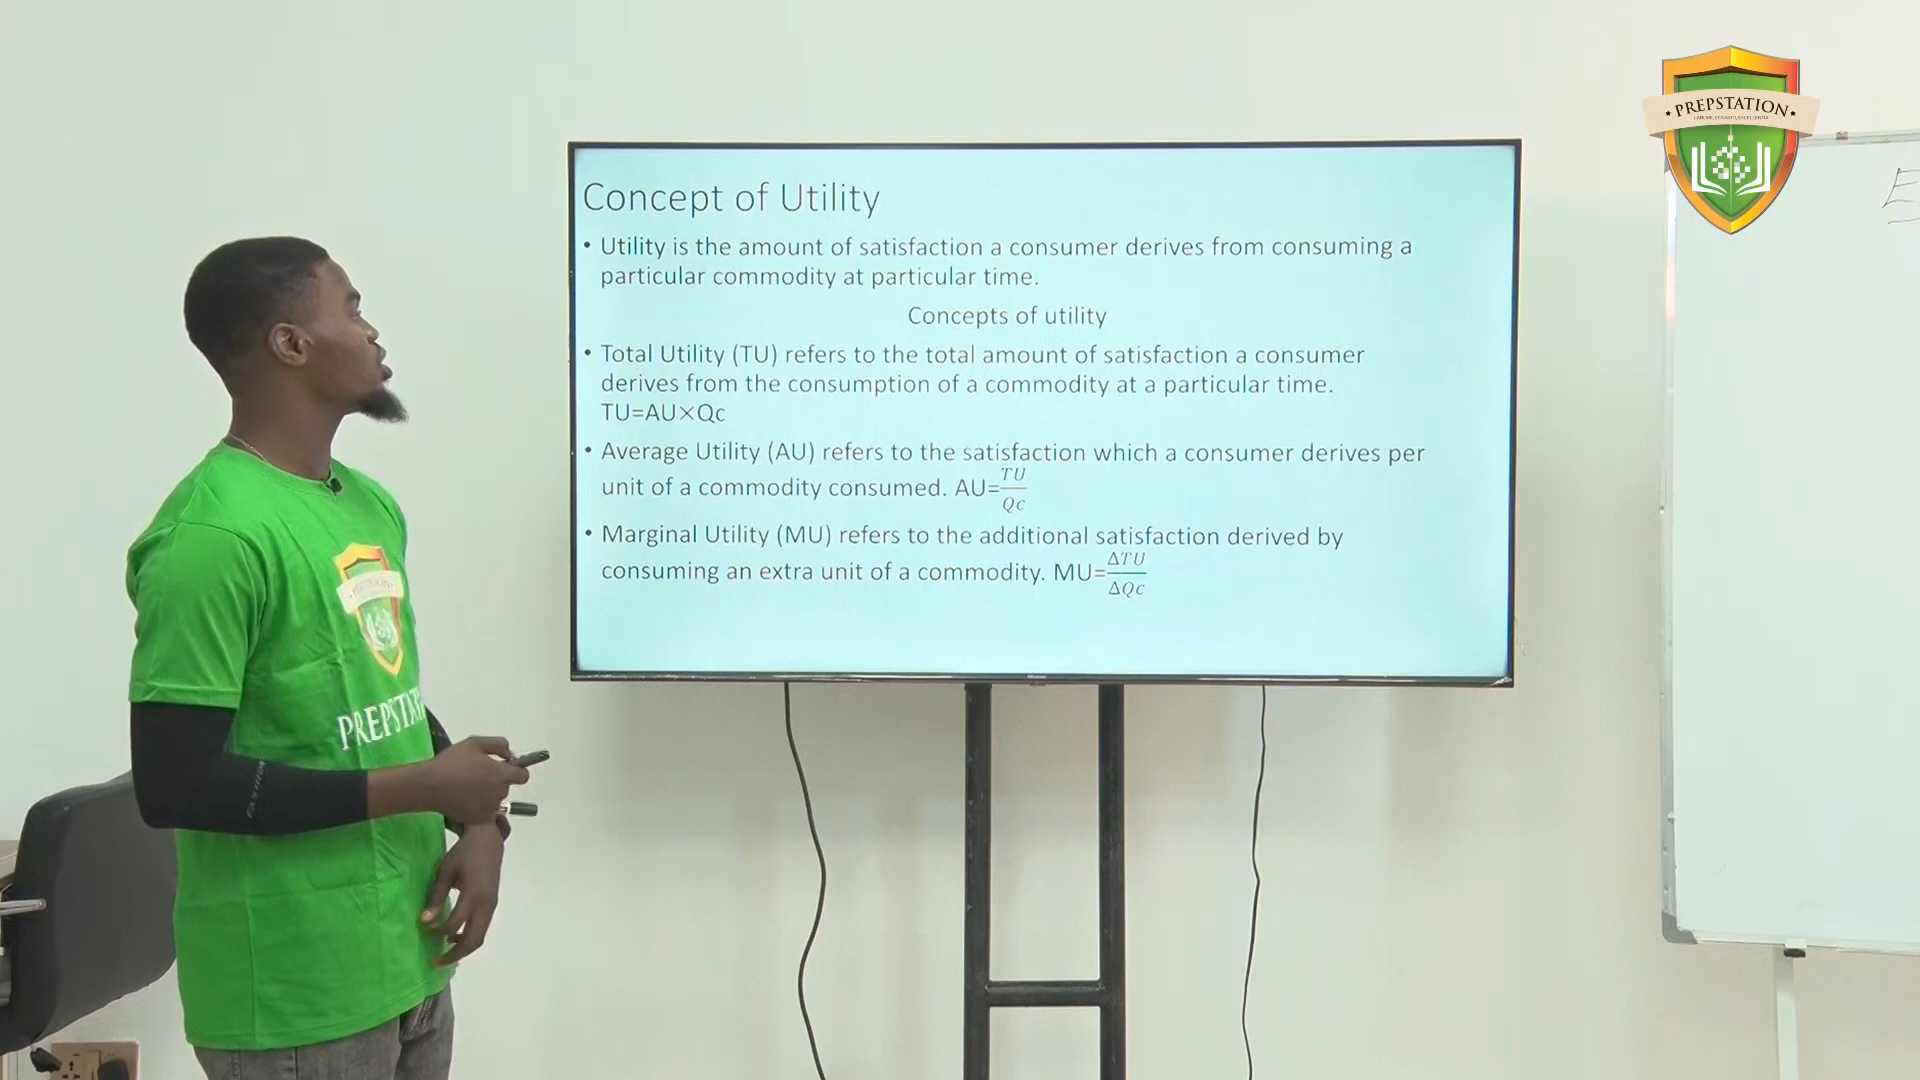 PREPSTATION
Concept of Utility
• Utility is the amount of satisfaction a consumer derives from consuming a
particular commodity at particular time.
Concepts of utility
• Total Utility (TU) refers to the total amount of satisfaction a consumer
derives from the consumption of a commodity at a particular time.
TU=AU×Qc
• Average Utility (AU) refers to the satisfaction which a consumer derives per
unit of a commodity consumed. AU=TU/Qc
• Marginal Utility (MU) refers to the additional satisfaction derived by
consuming an extra unit of a commodity. MU=ΔTU/ΔQc
PREPSTATI
FASHION
E